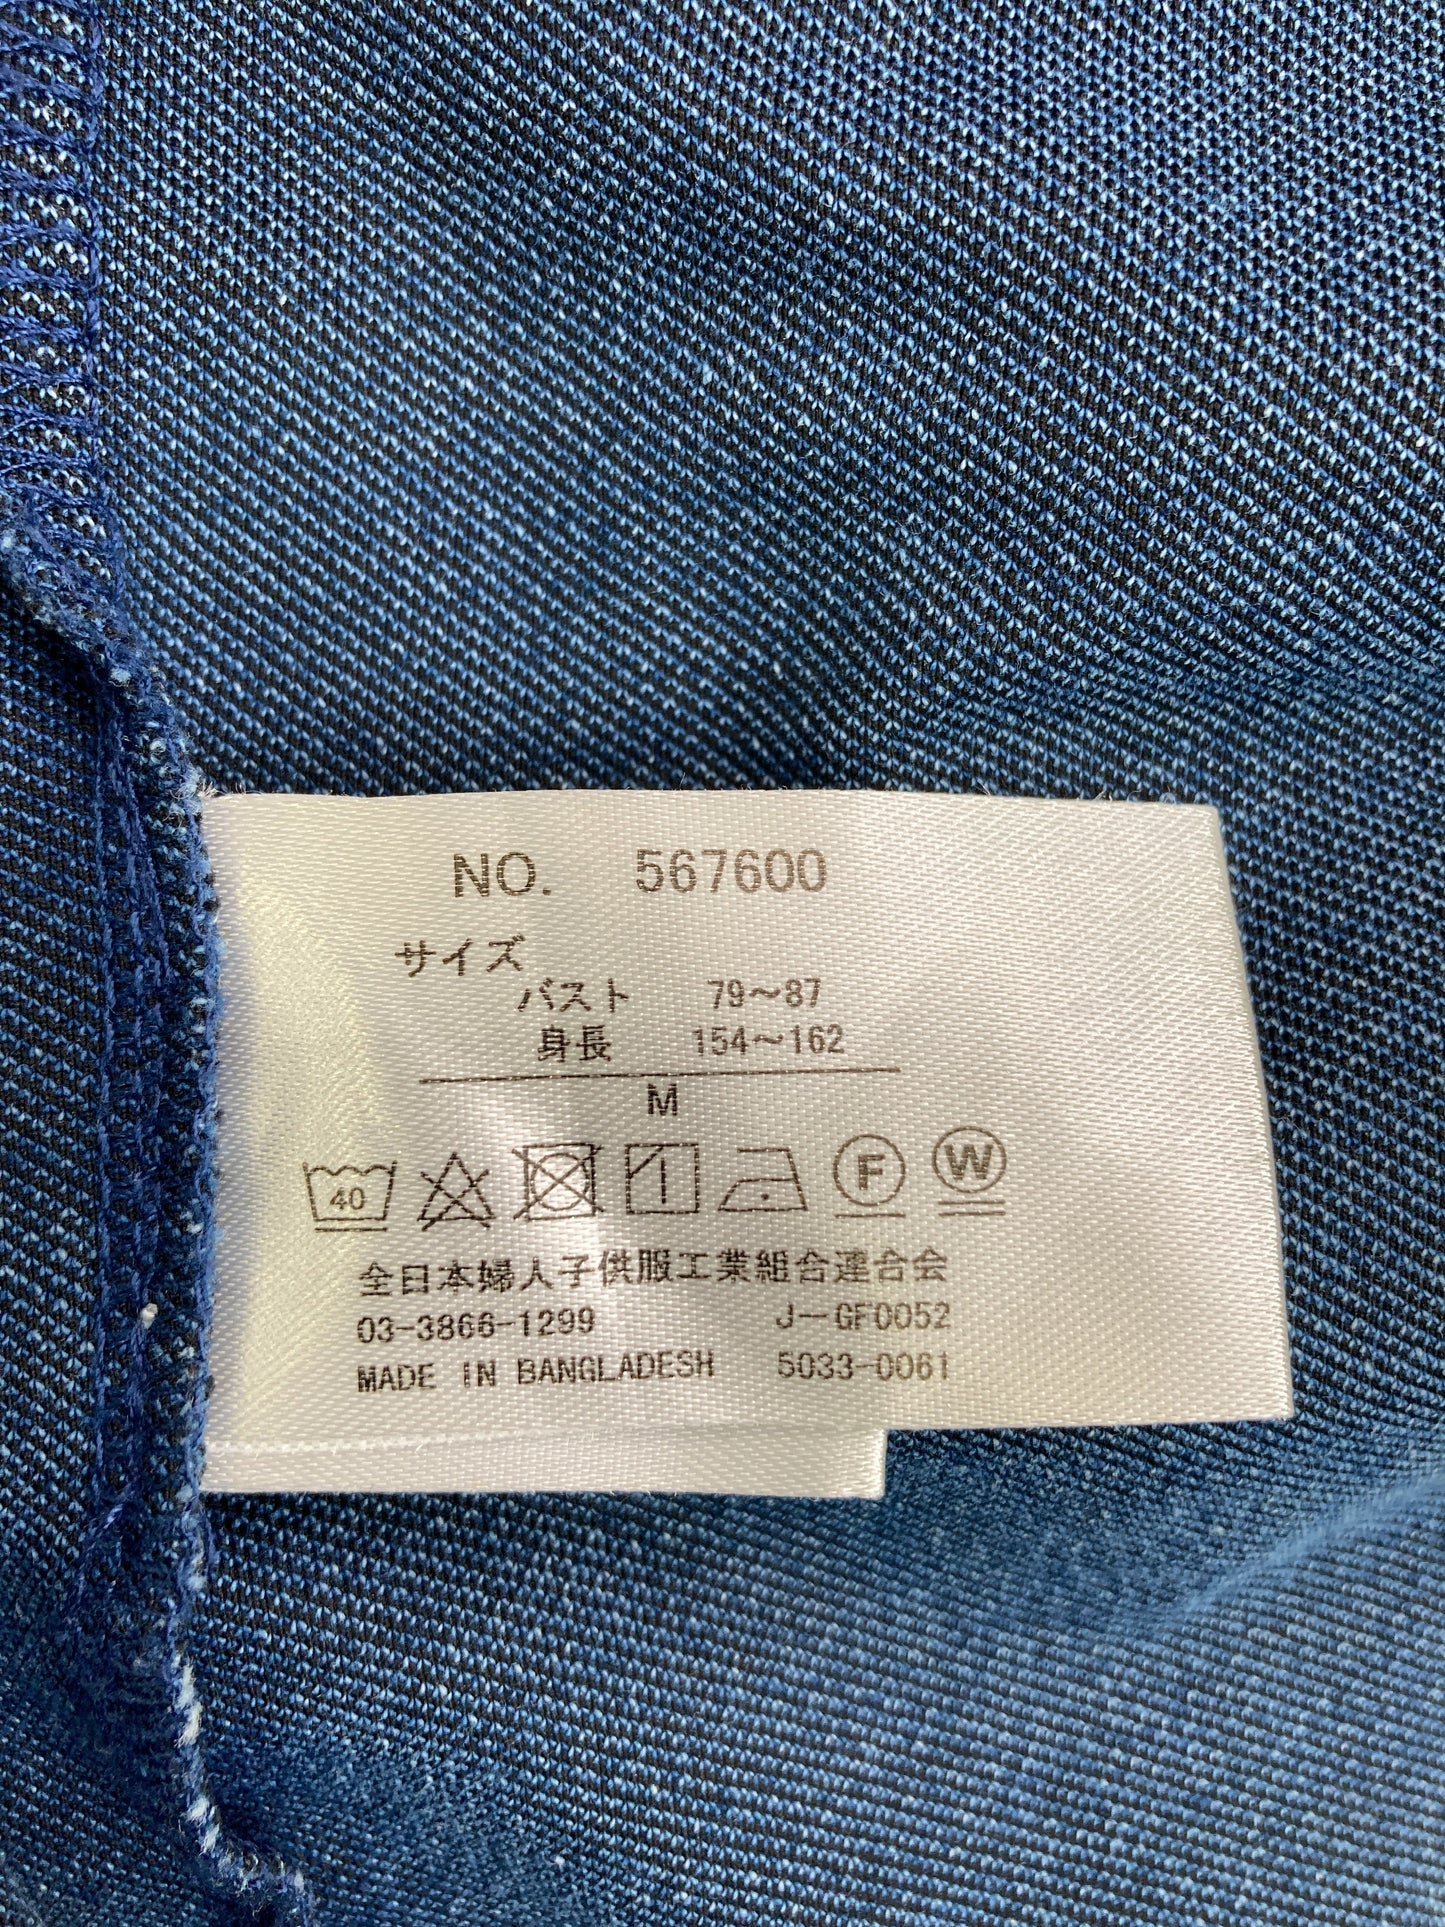 NO. 567600
サイズ
バスト 79〜87
身長 154〜162
M
40 F W
全日本婦人子供服工業組合連合会
03-3866-1299 J-GF0052
MADE IN BANGLADESH 5033-0061